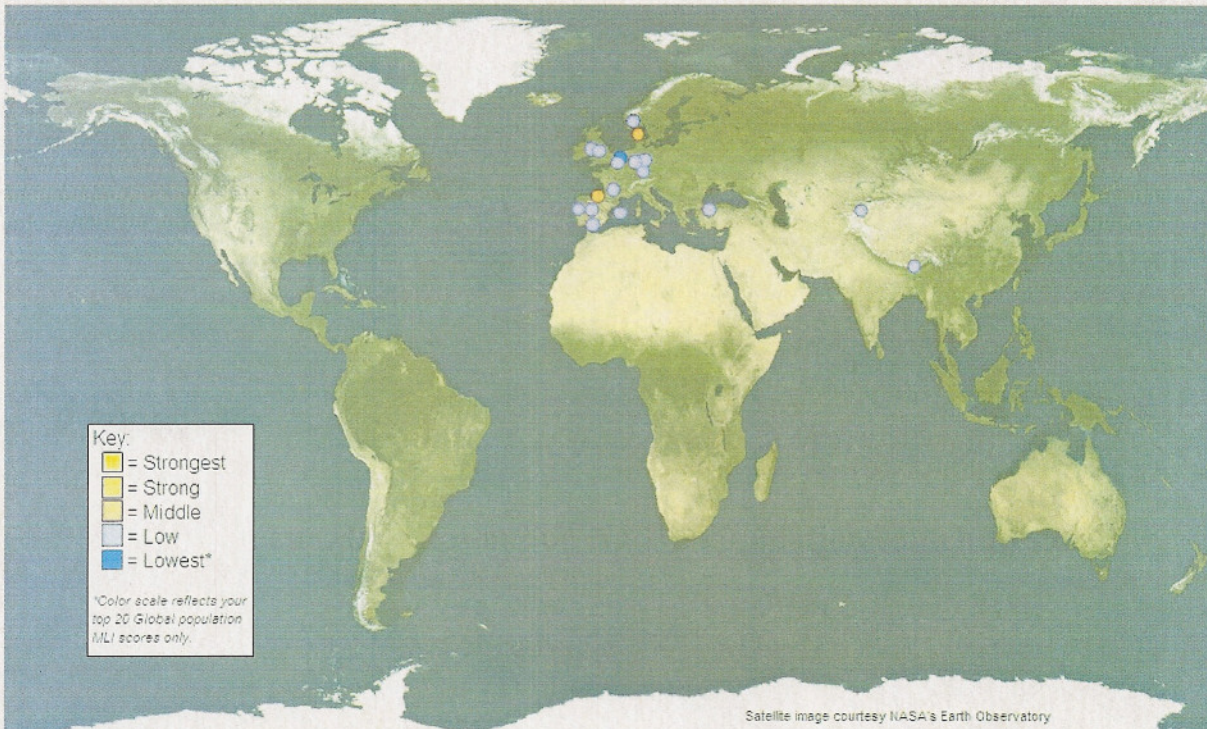 Key:
= Strongest
= Strong
= Middle
= Low
= Lowest*
*Color scale reflects your
top 20 Global population
MLI scores only.
Satellite image courtesy NASA's Earth Observatory